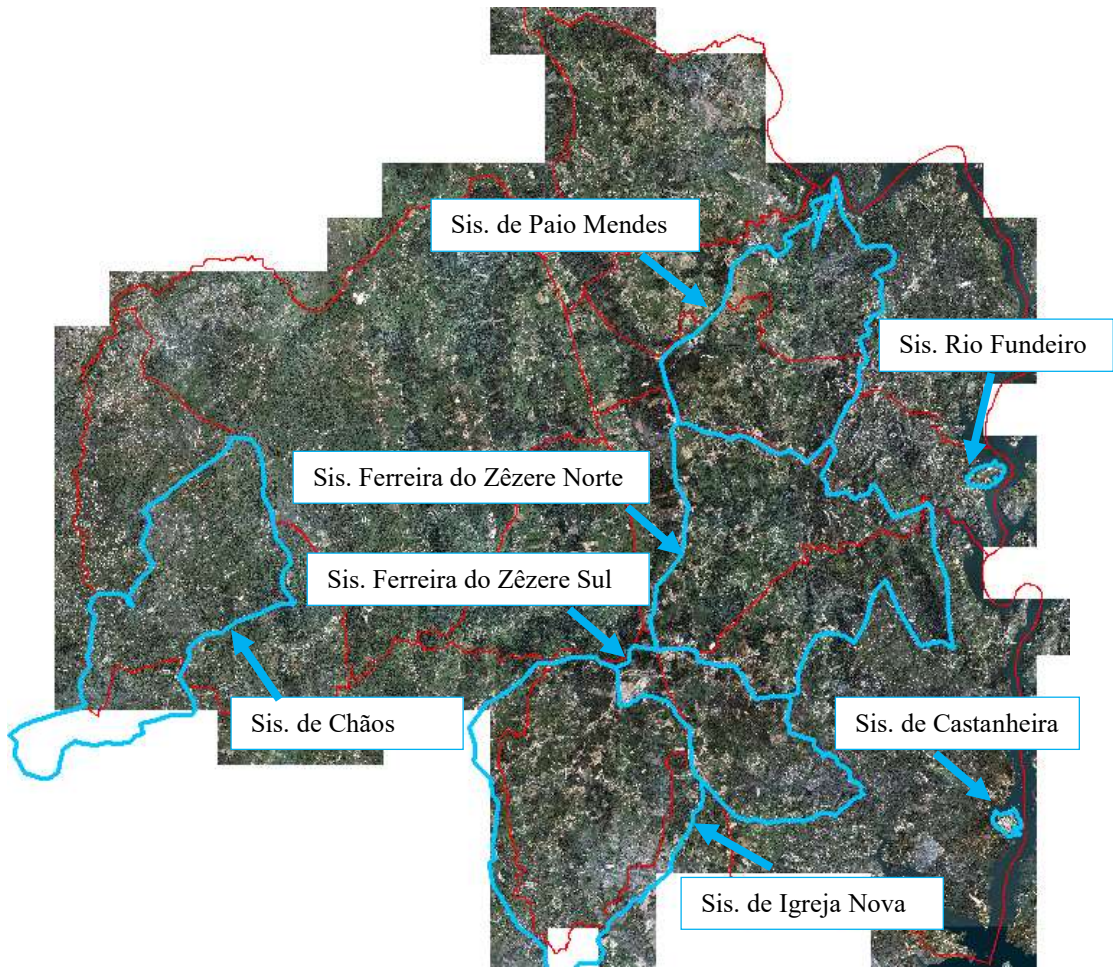 Sis. de Paio Mendes
Sis. Rio Fundeiro
Sis. Ferreira do Zêzere Norte
Sis. Ferreira do Zêzere Sul
Sis. de Chãos
Sis. de Castanheira
Sis. de Igreja Nova